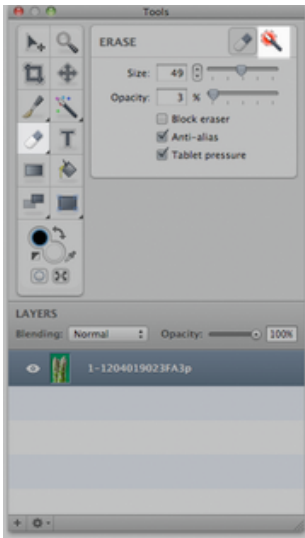 Tools
ERASE
Size: 49
Opacity: 3 %
Block eraser
Anti-alias
Tablet pressure
T
LAYERS
Blending: Normal Opacity: 100%
1-1204019023FA3p